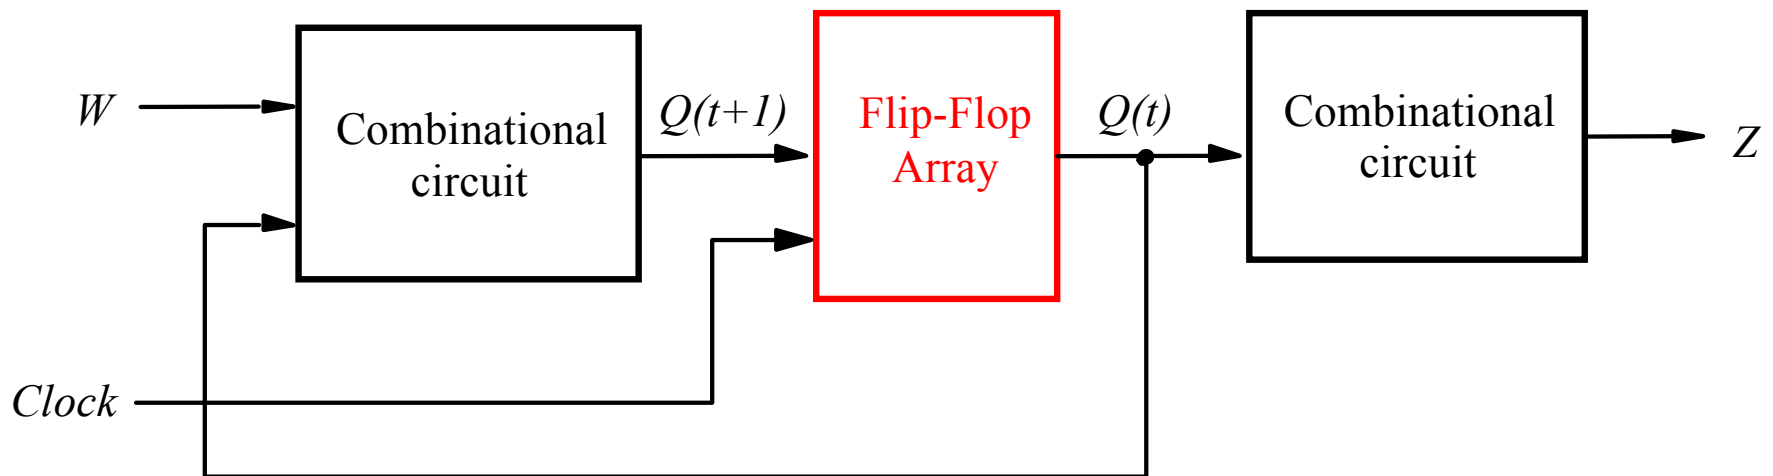 W
Combinational
circuit
Q(t+1)
Flip-Flop
Array
Q(t)
Combinational
circuit
Z
Clock